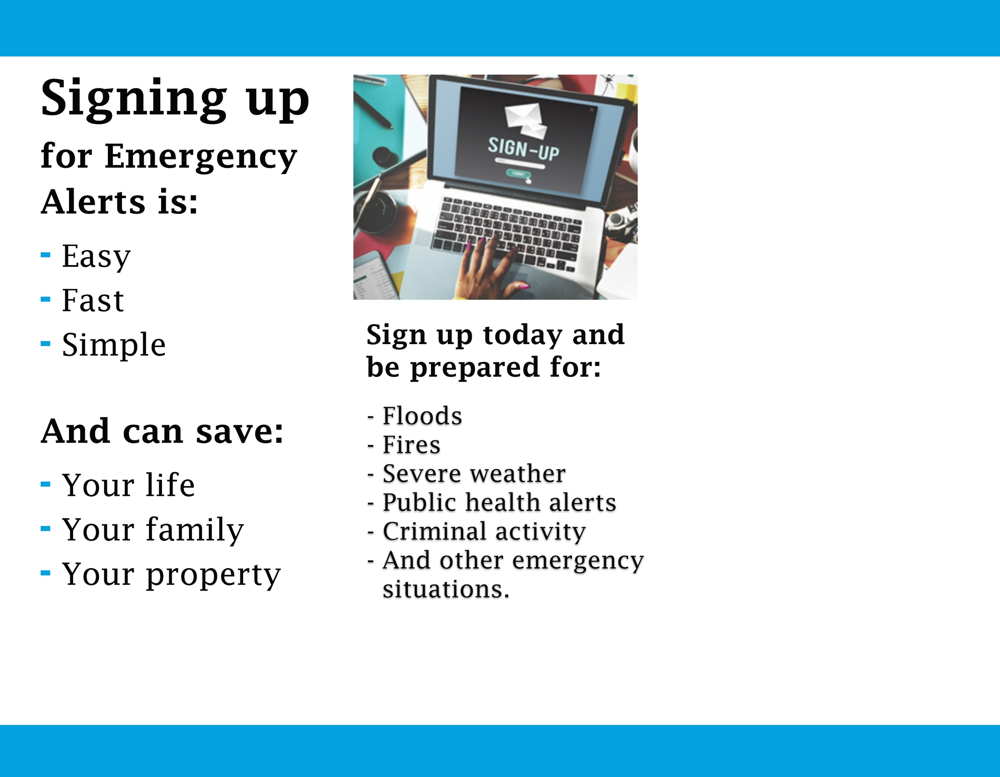 Signing up
for Emergency
Alerts is:
- Easy
- Fast
- Simple
And can save:
- Your life
- Your family
- Your property
SIGN-UP
SUBMIT
Sign up today and
be prepared for:
- Floods
- Fires
- Severe weather
- Public health alerts
- Criminal activity
- And other emergency
situations.